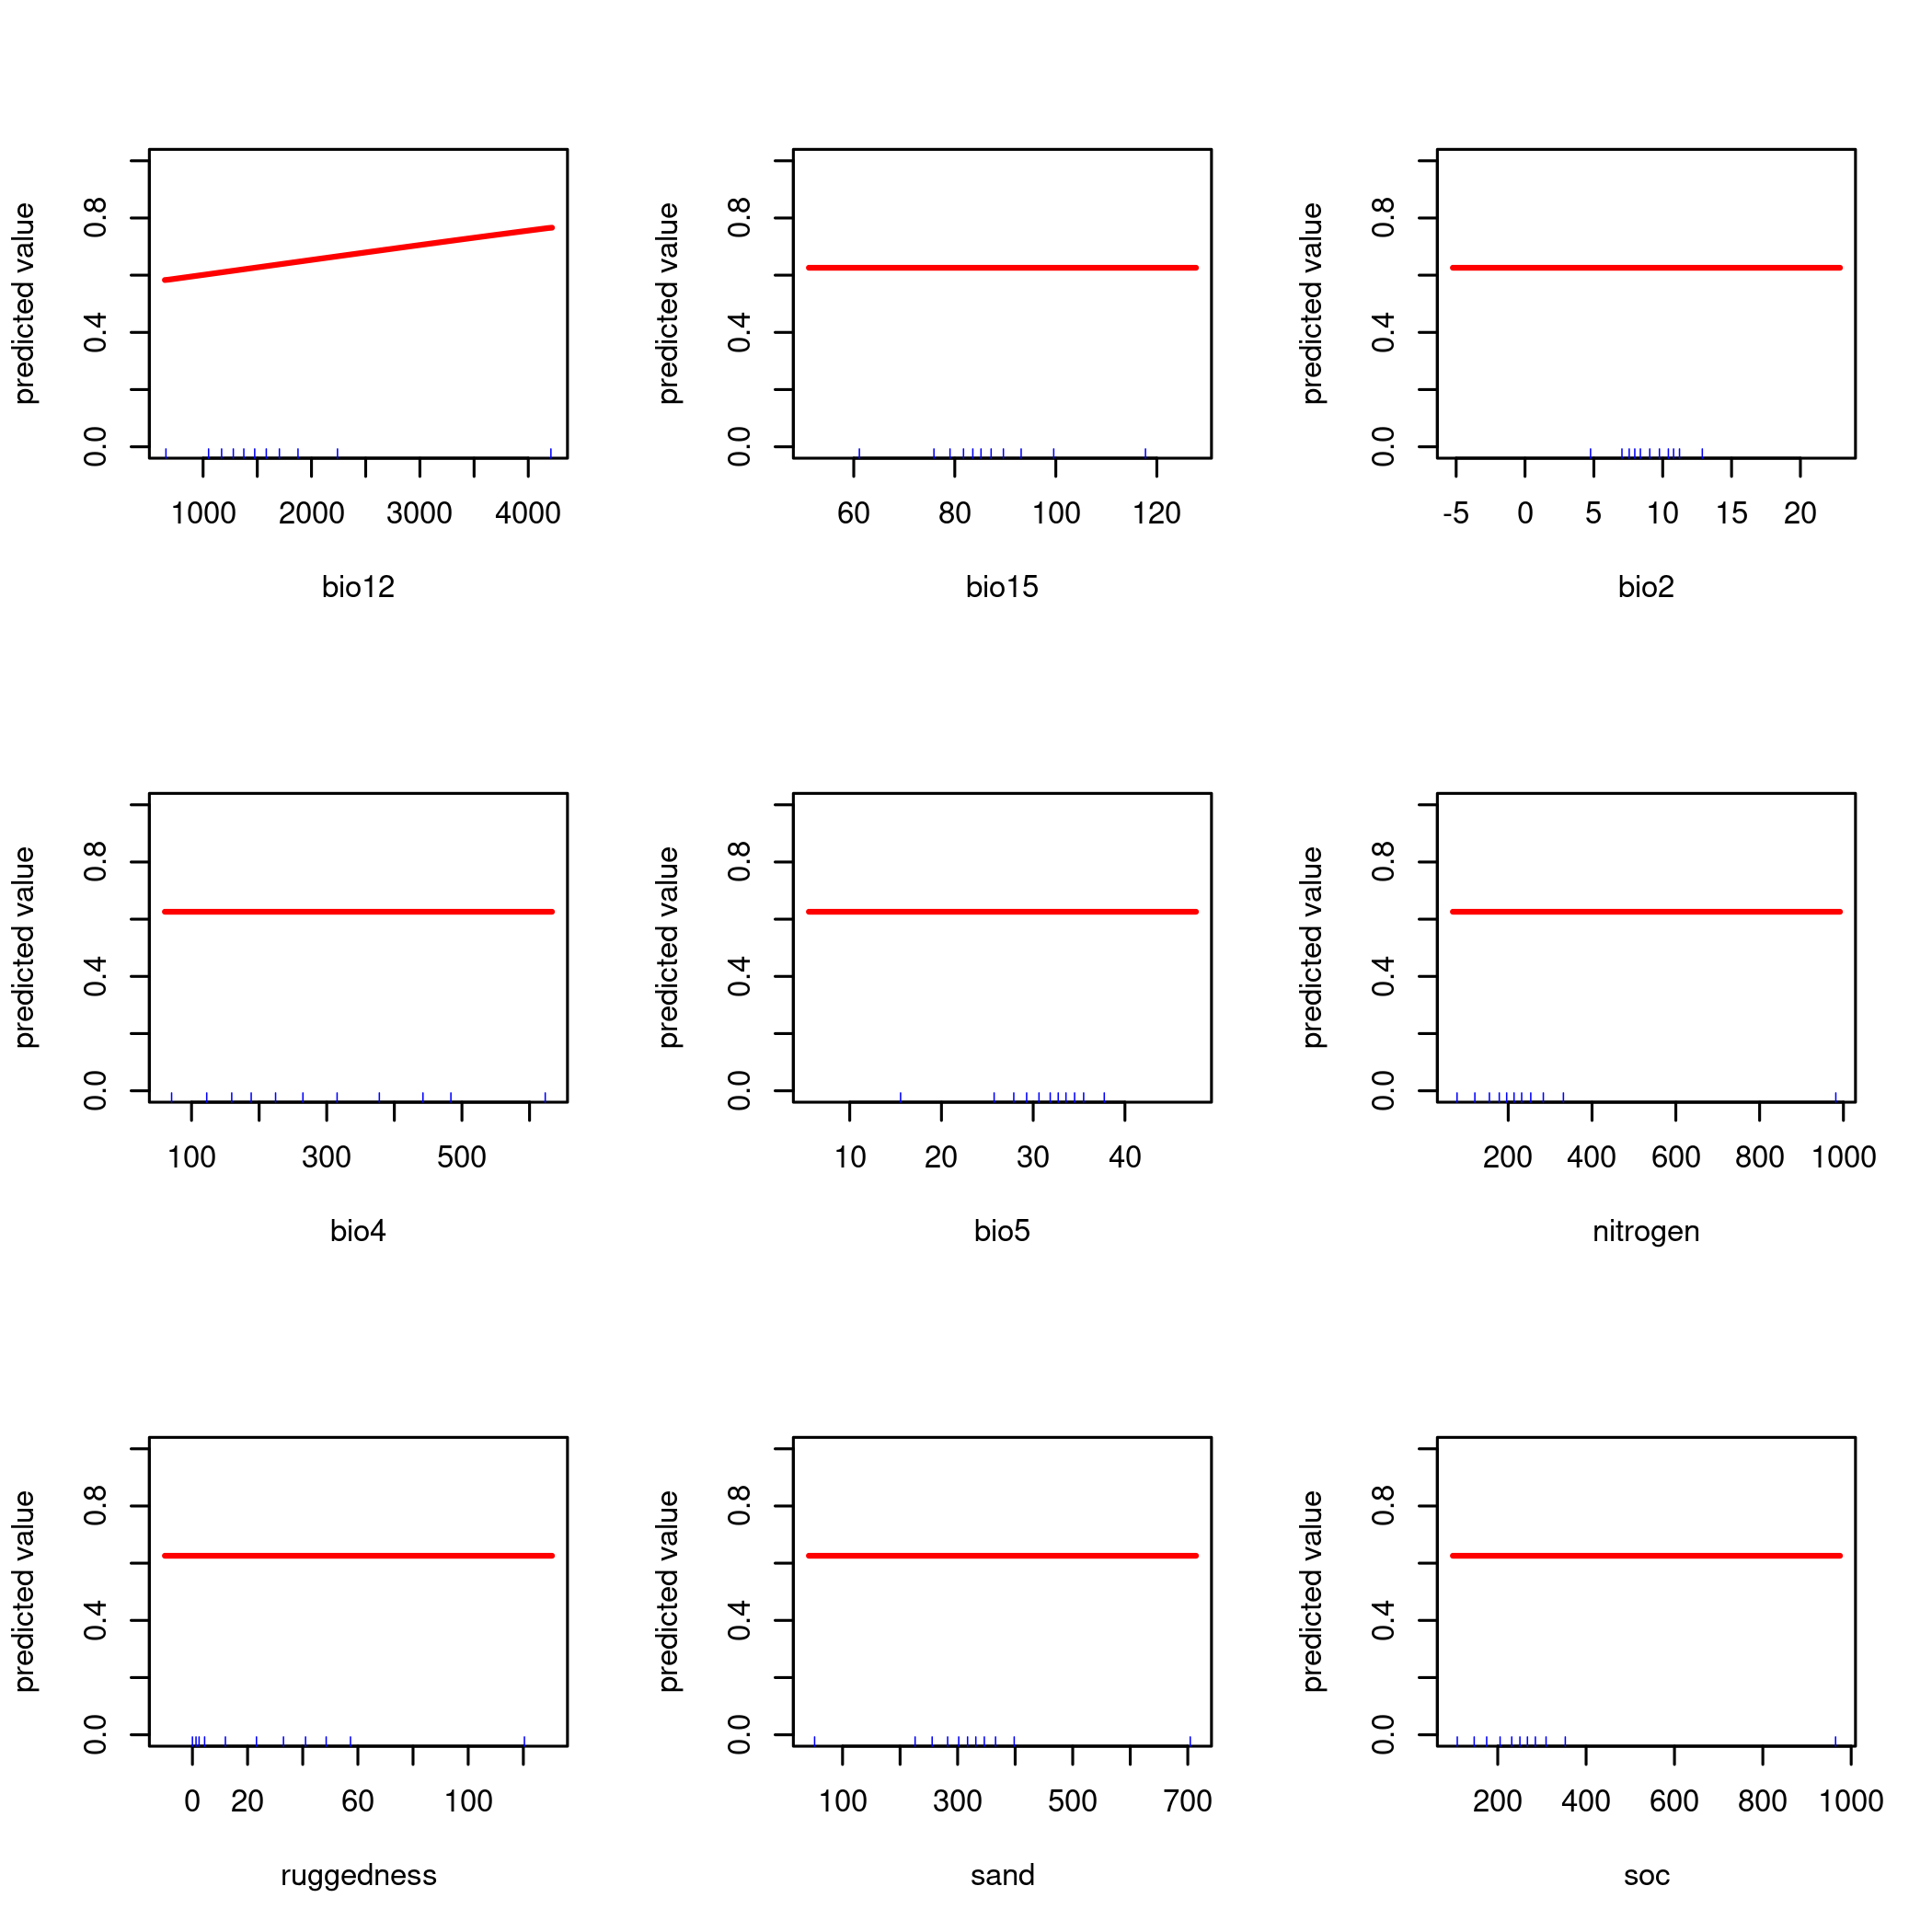 predicted value
0.0 0.4 0.8
1000 2000 3000 4000
bio12
predicted value
0.0 0.4 0.8
60 80 100 120
bio15
predicted value
0.0 0.4 0.8
-5 0 5 10 15 20
bio2
predicted value
0.0 0.4 0.8
100 300 500
bio4
predicted value
0.0 0.4 0.8
10 20 30 40
bio5
predicted value
0.0 0.4 0.8
200 400 600 800 1000
nitrogen
predicted value
0.0 0.4 0.8
0 20 60 100
ruggedness
predicted value
0.0 0.4 0.8
100 300 500 700
sand
predicted value
0.0 0.4 0.8
200 400 600 800 1000
soc